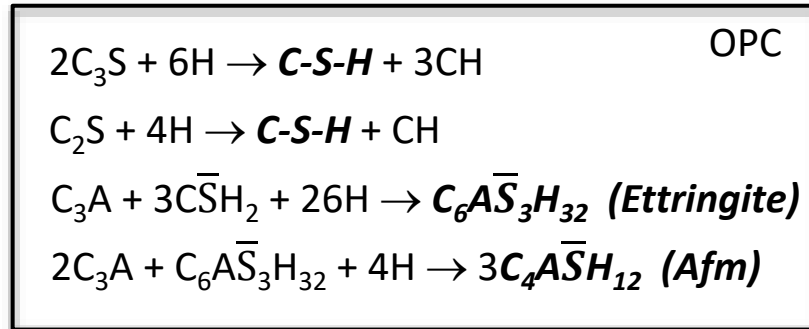 OPC
2C₃S + 6H → C-S-H + 3CH
C₂S + 4H → C-S-H + CH
C₃A + 3CS̅H₂ + 26H → C₆AS̅₃H₃₂ (Ettringite)
2C₃A + C₆AS̅₃H₃₂ + 4H → 3C₄AS̅H₁₂ (Afm)